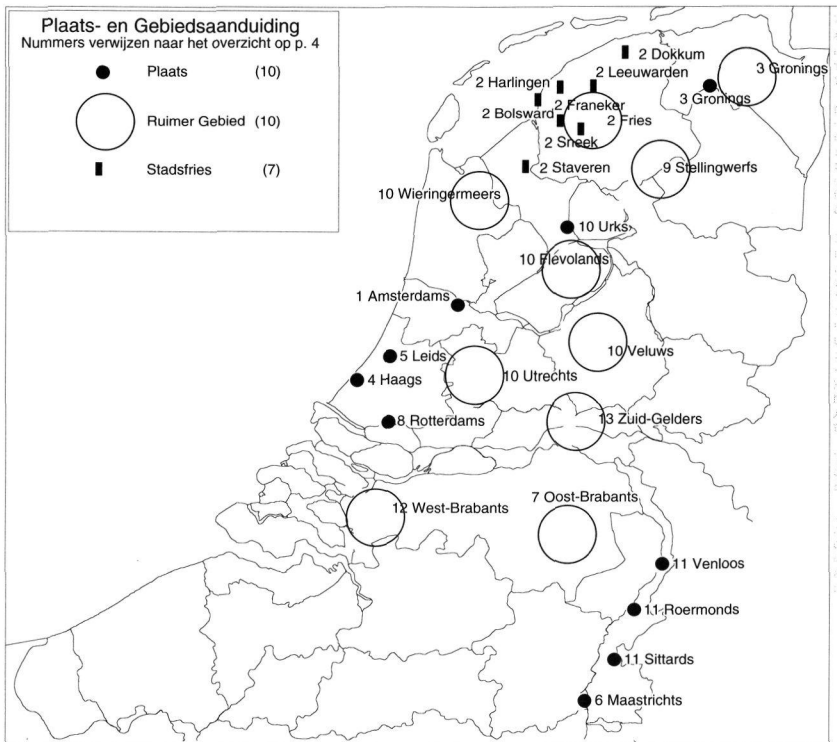 Plaats- en Gebiedsaanduiding
Nummers verwijzen naar het overzicht op p. 4
Plaats (10)
Ruimer Gebied (10)
Stadsfries (7)
2 Dokkum
3 Gronings
2 Harlingen
2 Leeuwarden
3 Gronings
2 Bolsward
2 Franeker
2 Fries
2 Sneek
2 Staveren
9 Stellingwerfs
10 Wieringermeers
10 Urks
10 Flevolands
1 Amsterdams
10 Veluws
5 Leids
4 Haags
10 Utrechts
8 Rotterdams
13 Zuid-Gelders
7 Oost-Brabants
12 West-Brabants
11 Venloos
11 Roermonds
11 Sittards
6 Maastrichts